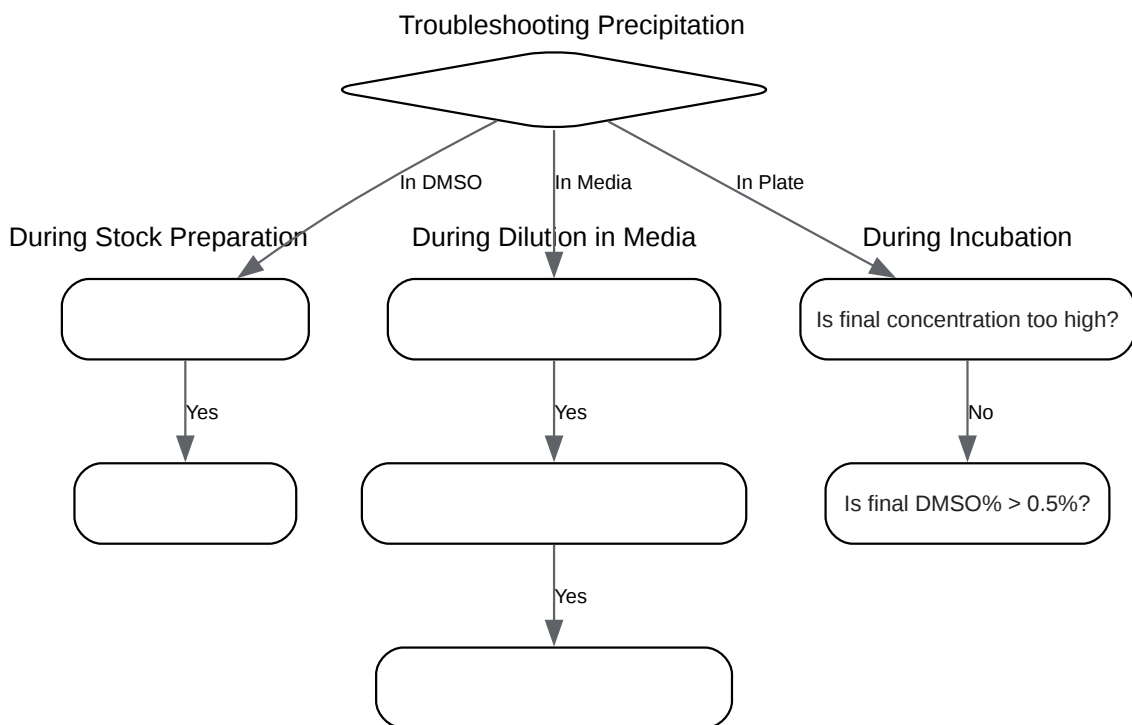 Troubleshooting Precipitation
In DMSO
In Media
In Plate
During Stock Preparation
During Dilution in Media
During Incubation
Is final concentration too high?
Yes
Yes
No
Is final DMSO% > 0.5%?
Yes